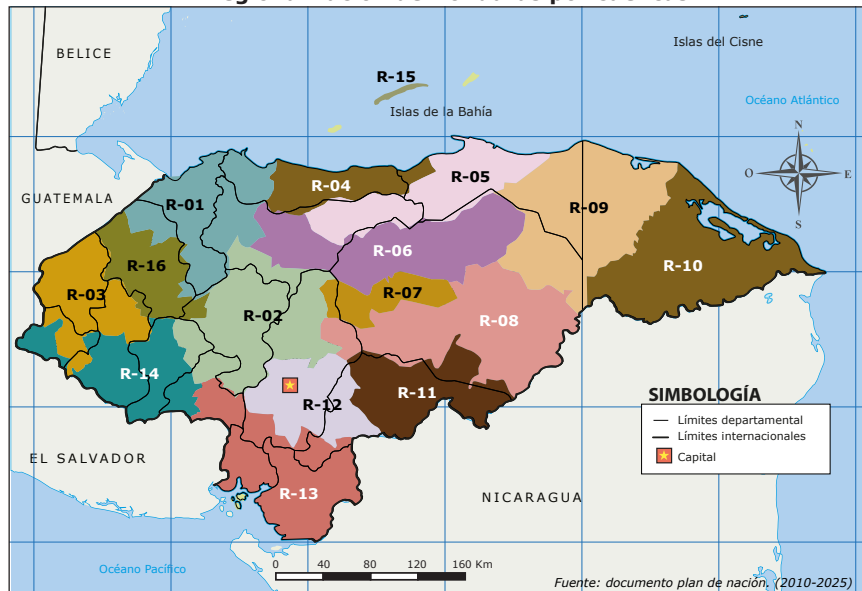 BELICE
Islas del Cisne
R-15
Islas de la Bahía
Océano Atlántico
N
O
E
S
GUATEMALA
R-01
R-04
R-05
R-09
R-06
R-16
R-03
R-07
R-10
R-02
R-08
R-14
R-11
R-12
SIMBOLOGÍA
Límites departamental
Límites internacionales
Capital
EL SALVADOR
R-13
NICARAGUA
Océano Pacífico
0 40 80 120 160 Km
Fuente: documento plan de nación. (2010-2025)